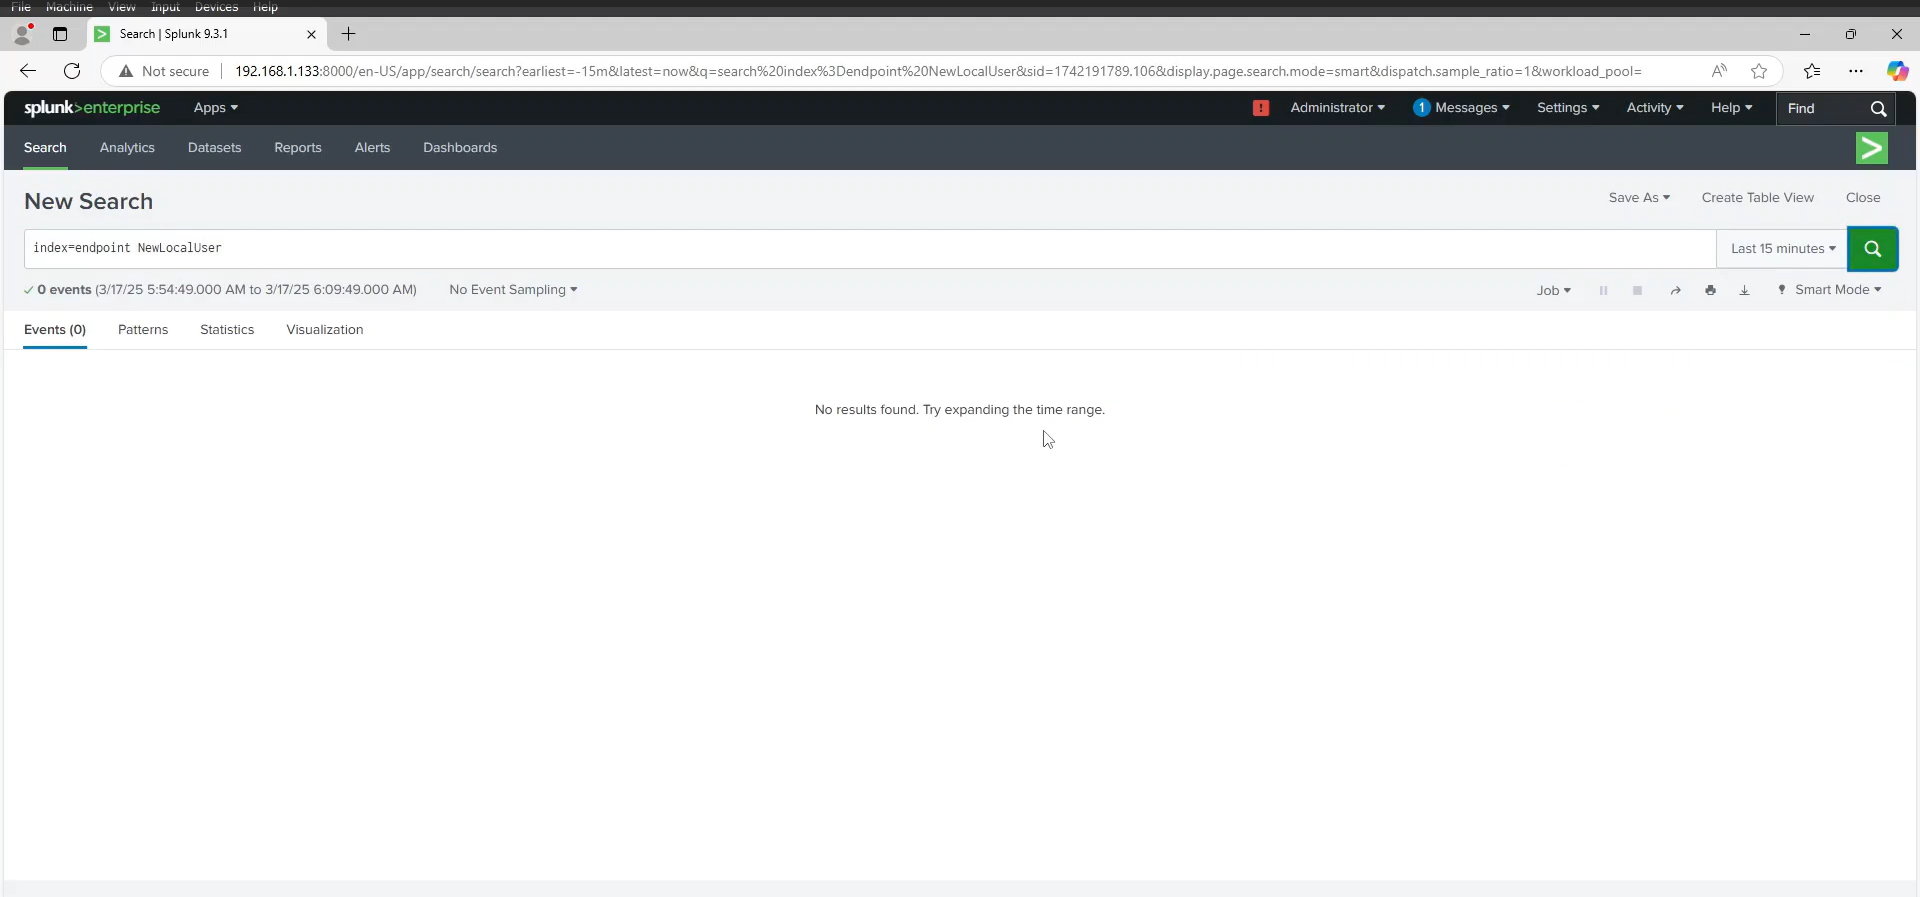 File Machine View Input Devices Help
Search | Splunk 9.3.1
Not secure 192.168.1.133:8000/en-US/app/search/search?earliest=-15m&latest=now&q=search%20index%3Dendpoint%20NewLocalUser&sid=1742191789.106&display.page.search.mode=smart&dispatch.sample_ratio=1&workload_pool=
splunk>enterprise Apps ! Administrator 1 Messages Settings Activity Help Find
Search Analytics Datasets Reports Alerts Dashboards
New Search Save As Create Table View Close
index=endpoint NewLocalUser Last 15 minutes
0 events (3/17/25 5:54:49.000 AM to 3/17/25 6:09:49.000 AM) No Event Sampling Job Smart Mode
Events (0) Patterns Statistics Visualization
No results found. Try expanding the time range.